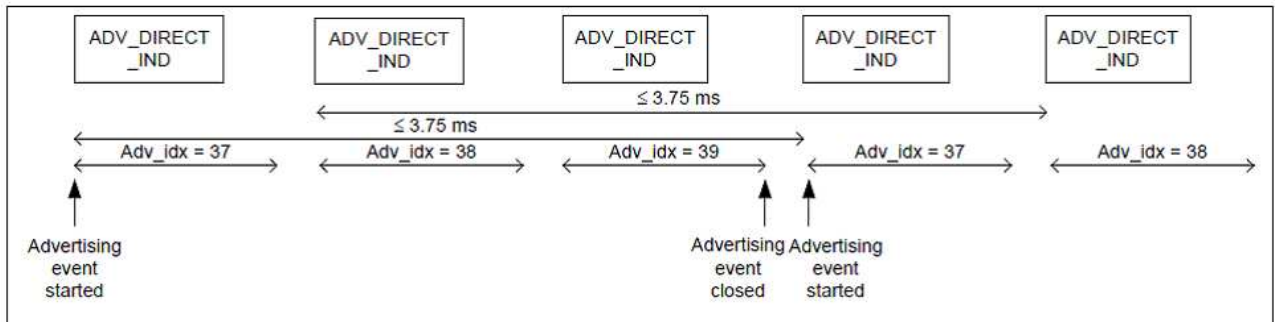 ADV_DIRECT
_IND
ADV_DIRECT
_IND
ADV_DIRECT
_IND
ADV_DIRECT
_IND
ADV_DIRECT
_IND
≤ 3.75 ms
≤ 3.75 ms
Adv_idx = 37
Adv_idx = 38
Adv_idx = 39
Adv_idx = 37
Adv_idx = 38
Advertising
event
started
Advertising
event
closed
Advertising
event
started